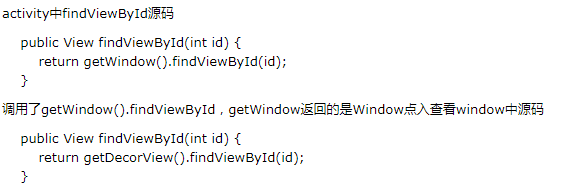 activity中findViewById源码
public View findViewById(int id) {
return getWindow().findViewById(id);
}
调用了getWindow().findViewById，getWindow返回的是Window点入查看window中源码
public View findViewById(int id) {
return getDecorView().findViewById(id);
}